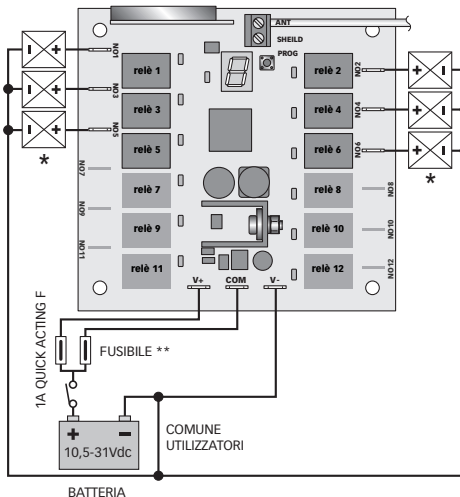 ANT
SHEILD
PROG
- +
NO1
relè 1
relè 2
NO2
+ -
- +
NO3
relè 3
relè 4
NO4
+ -
- +
NO5
relè 5
relè 6
NO6
+ -
*
*
NO7
relè 7
relè 8
NO8
NO9
relè 9
relè 10
NO10
NO11
relè 11
relè 12
NO12
V+ COM V-
1A QUICK ACTING F
FUSIBILE **
+ -
10,5-31Vdc
COMUNE
UTILIZZATORI
BATTERIA